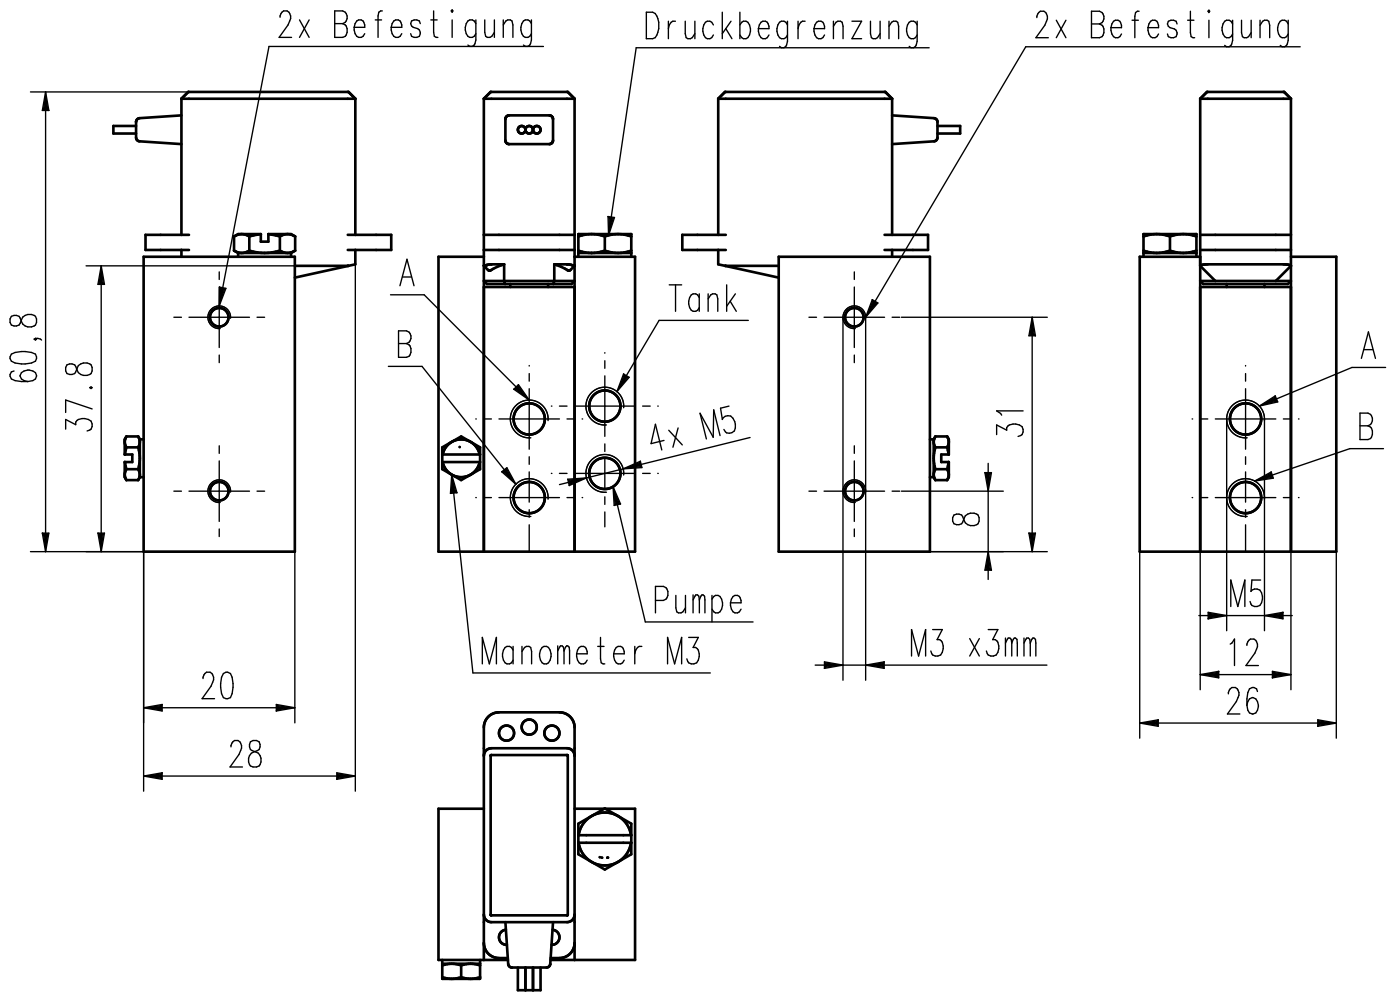 2x Befestigung
Druckbegrenzung
2x Befestigung
A
Tank
B
60,8
37.8
4x M5
31
8
A
B
Pumpe
Manometer M3
M3 x3mm
M5
12
20
26
28